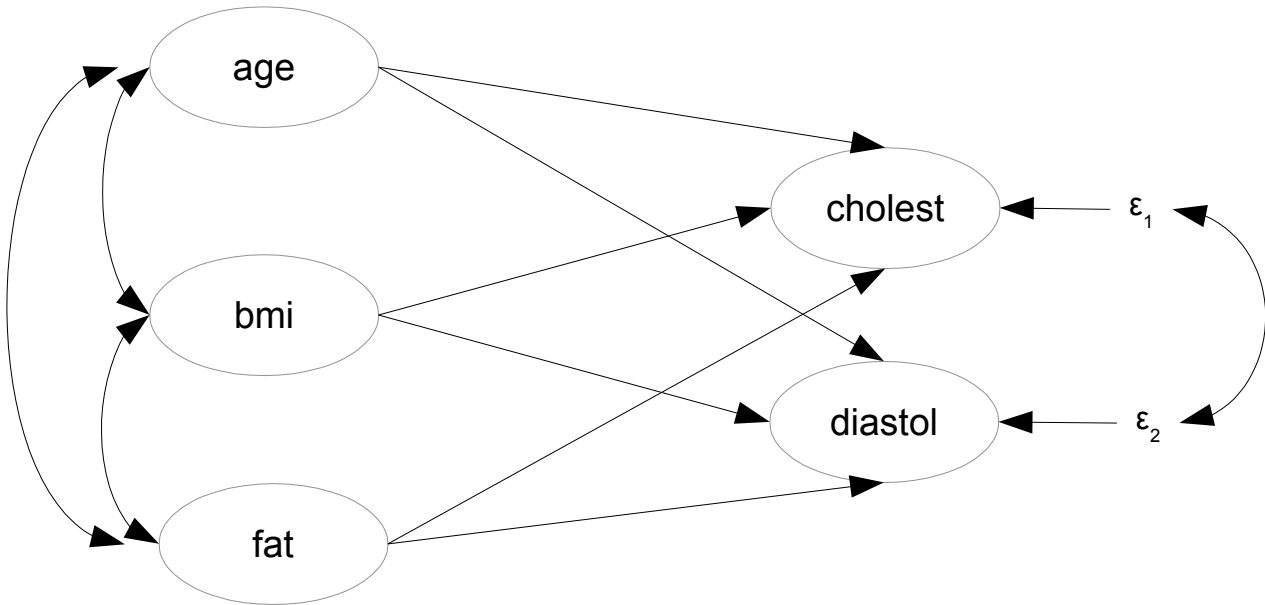 age
bmi
fat
cholest
diastol
ε1
ε2